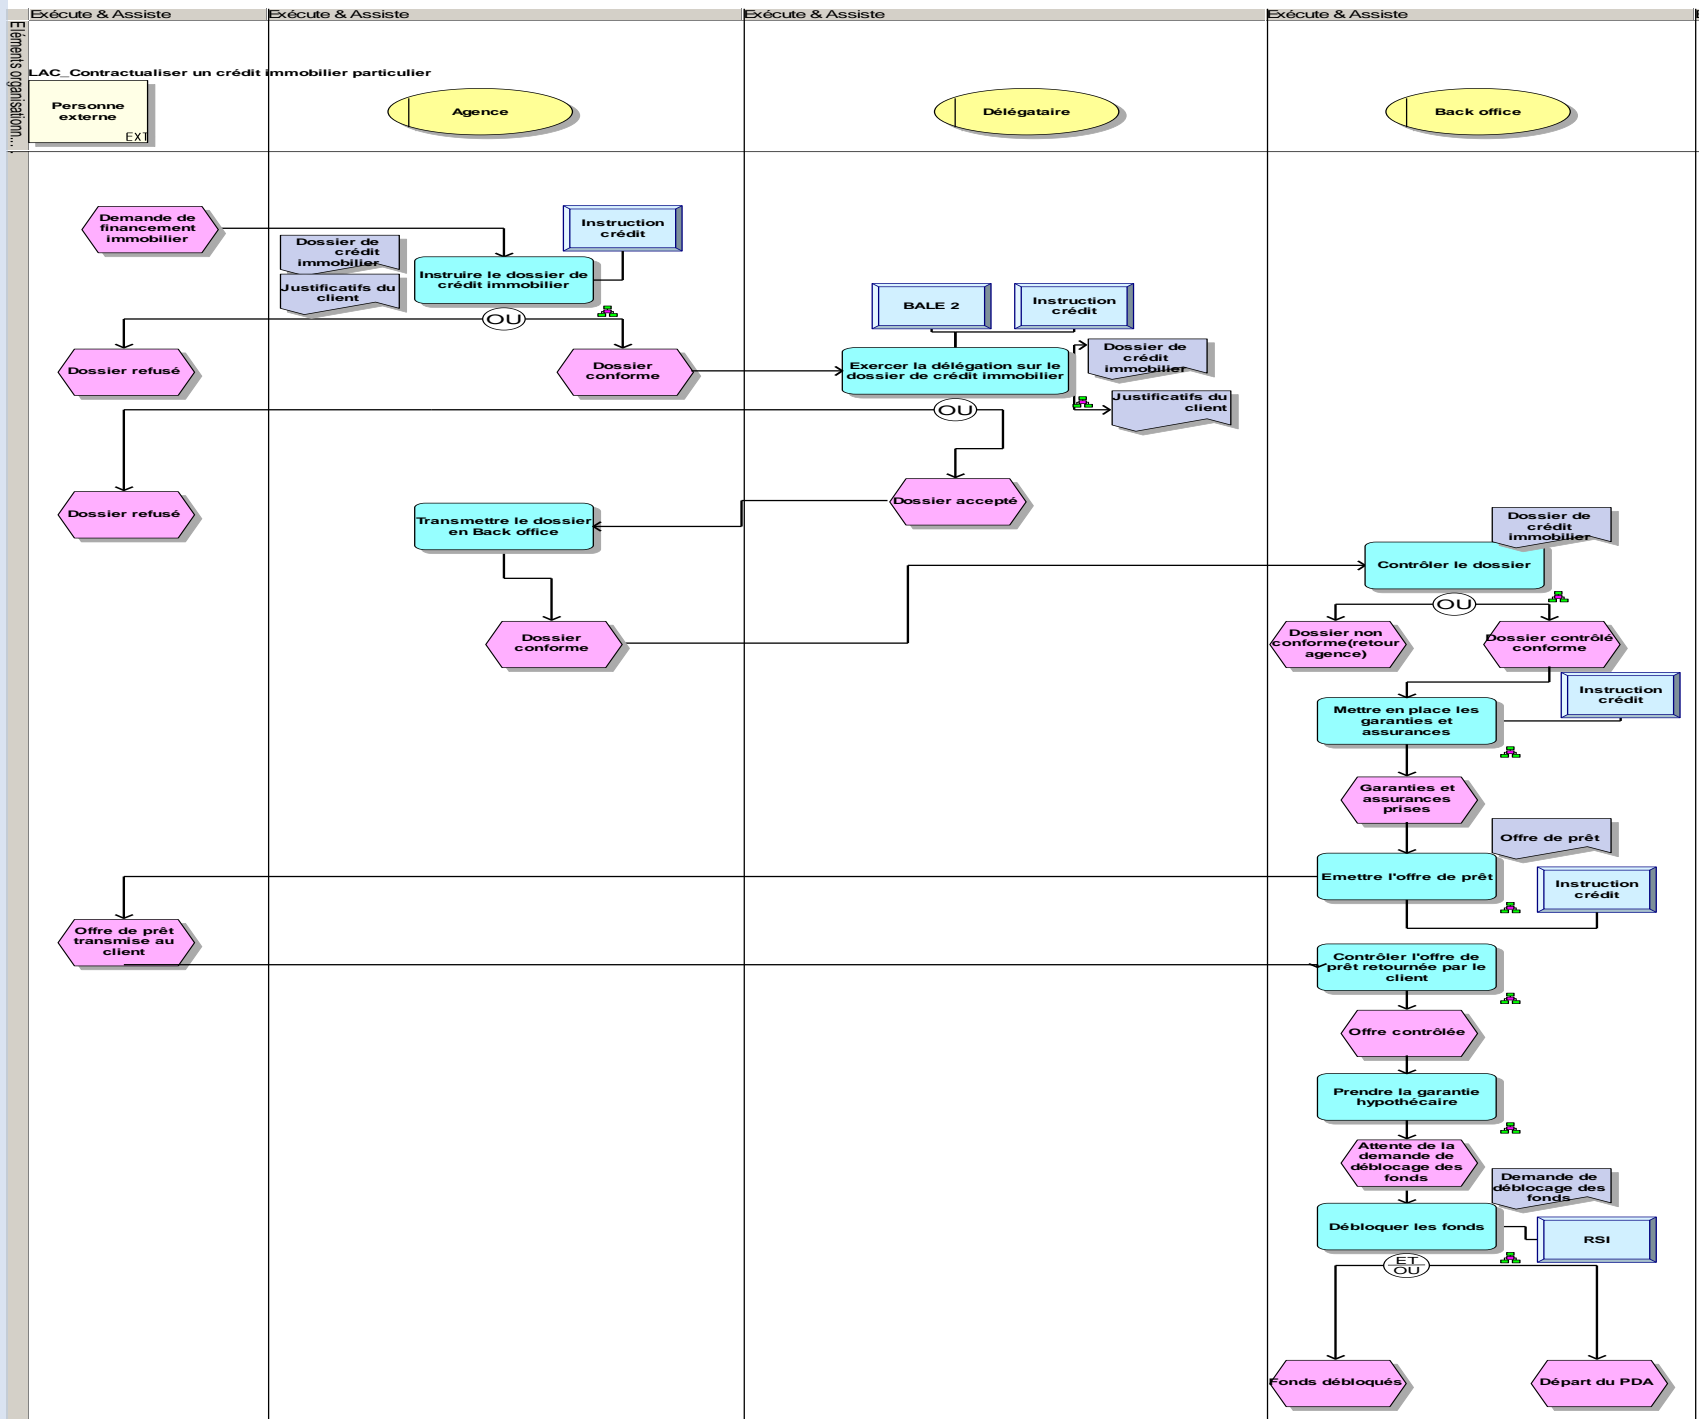 Exécute & Assiste
Exécute & Assiste
Exécute & Assiste
Exécute & Assiste
Eléments organisationn...
LAC_Contractualiser un crédit immobilier particulier
Personne
externe
EXT
Agence
Délégataire
Back office
Demande de
financement
immobilier
Instruction
crédit
Dossier de
crédit
immobilier
Instruire le dossier de
crédit immobilier
Justificatifs du
client
OU
BALE 2
Instruction
crédit
Dossier refusé
Dossier
conforme
Exercer la délégation sur le
dossier de crédit immobilier
Dossier de
crédit
immobilier
Justificatifs du
client
OU
Dossier accepté
Dossier refusé
Transmettre le dossier
en Back office
Dossier de
crédit
immobilier
Contrôler le dossier
OU
Dossier
conforme
Dossier non
conforme(retour
agence)
Dossier contrôlé
conforme
Instruction
crédit
Mettre en place les
garanties et
assurances
Garanties et
assurances
prises
Offre de prêt
Emettre l'offre de prêt
Instruction
crédit
Offre de prêt
transmise au
client
Contrôler l'offre de
prêt retournée par le
client
Offre contrôlée
Prendre la garantie
hypothécaire
Attente de la
demande de
déblocage des
fonds
Demande de
déblocage des
fonds
Débloquer les fonds
RSI
ET
OU
Fonds débloqués
Départ du PDA